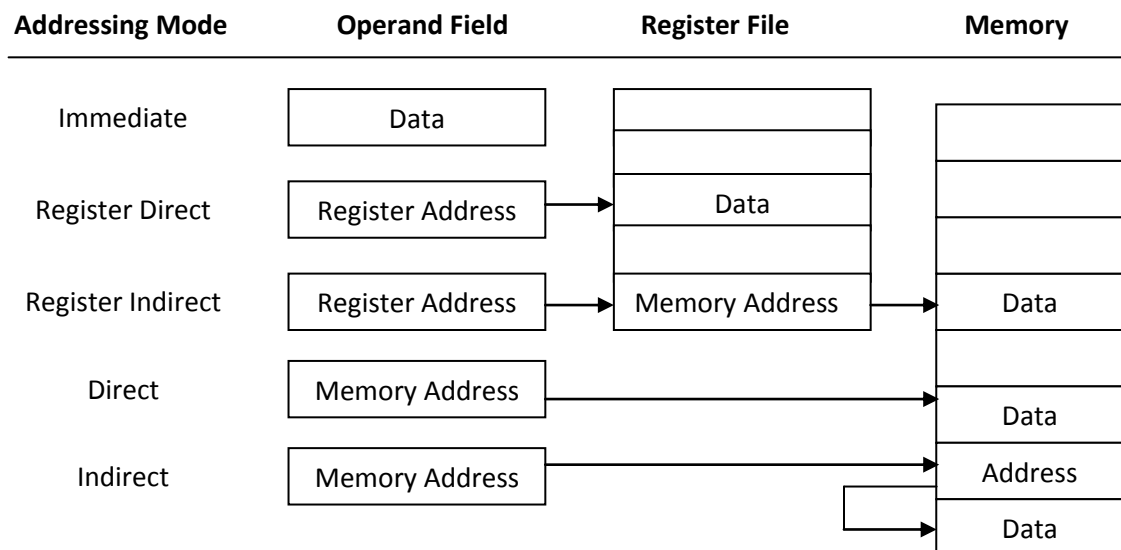 Addressing Mode Operand Field Register File Memory
Immediate Data
Register Direct Register Address Data
Register Indirect Register Address Memory Address Data
Direct Memory Address Data
Indirect Memory Address Address
Data